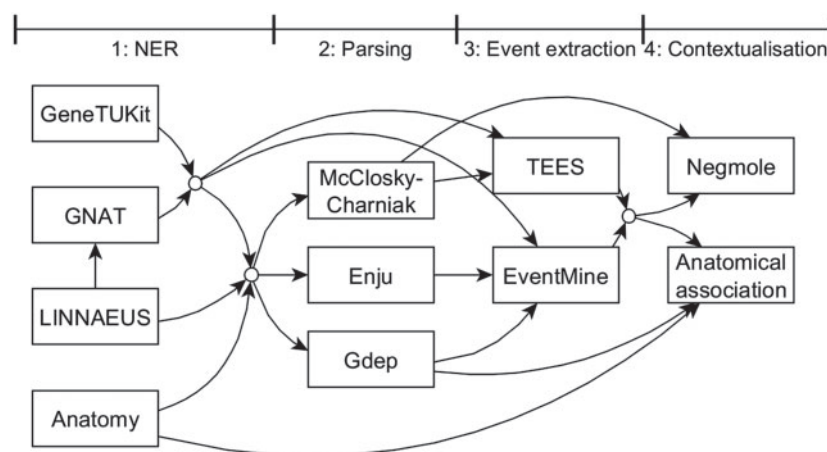 1: NER
2: Parsing
3: Event extraction
4: Contextualisation
GeneTUKit
GNAT
LINNAEUS
Anatomy
McClosky-
Charniak
Enju
Gdep
TEES
EventMine
Negmole
Anatomical
association